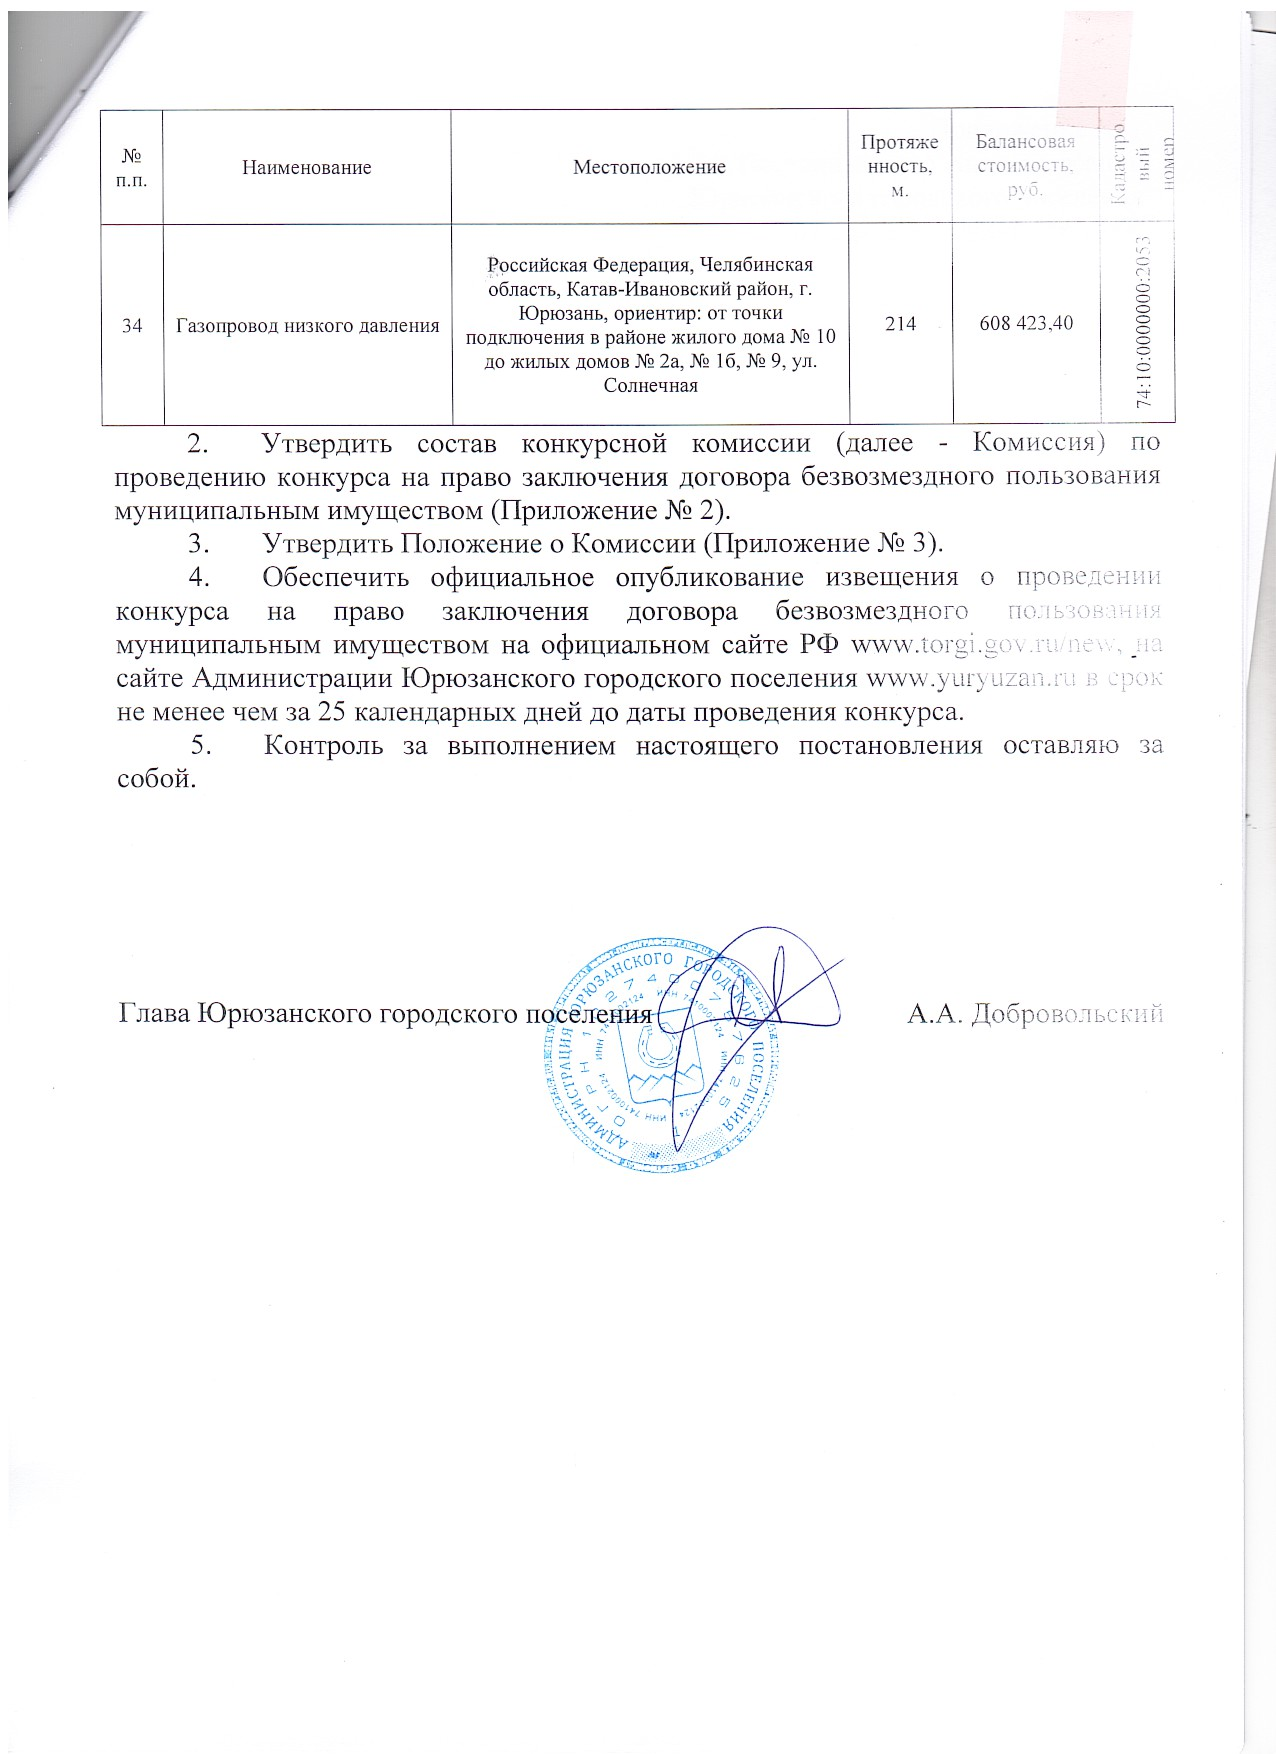 № п.п.
Наименование
Местоположение
Протяже
нность,
м.
Балансовая
стоимость,
руб.
Кадастро
вый
номер
34
Газопровод низкого давления
Российская Федерация, Челябинская
область, Катав-Ивановский район, г.
Юрюзань, ориентир: от точки
подключения в районе жилого дома № 10
до жилых домов № 2а, № 1б, № 9, ул.
Солнечная
214
608 423,40
74:10:0000000:2053
2. Утвердить состав конкурсной комиссии (далее - Комиссия) по
проведению конкурса на право заключения договора безвозмездного пользования
муниципальным имуществом (Приложение № 2).
3. Утвердить Положение о Комиссии (Приложение № 3).
4. Обеспечить официальное опубликование извещения о проведении
конкурса на право заключения договора безвозмездного пользования
муниципальным имуществом на официальном сайте РФ www.torgi.gov.ru/new, на
сайте Администрации Юрюзанского городского поселения www.yuryuzan.ru в срок
не менее чем за 25 календарных дней до даты проведения конкурса.
5. Контроль за выполнением настоящего постановления оставляю за
собой.
Глава Юрюзанского городского поселения
А.А. Добровольский
АДМИНИСТРАЦИЯ ЮРЮЗАНСКОГО ГОРОДСКОГО ПОСЕЛЕНИЯ
ИНН 7410002124